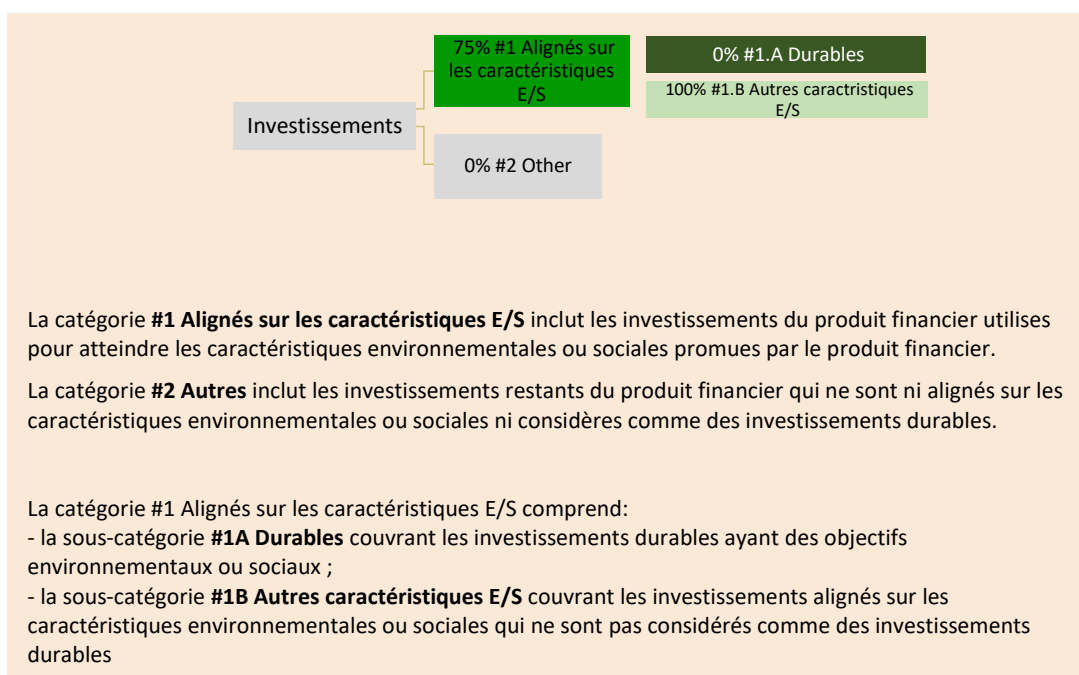 75% #1 Alignés sur
les caractéristiques
E/S
0% #1.A Durables
100% #1.B Autres caractristiques
E/S
Investissements
0% #2 Other
La catégorie #1 Alignés sur les caractéristiques E/S inclut les investissements du produit financier utilises
pour atteindre les caractéristiques environnementales ou sociales promues par le produit financier.
La catégorie #2 Autres inclut les investissements restants du produit financier qui ne sont ni alignés sur les
caractéristiques environnementales ou sociales ni considères comme des investissements durables.
La catégorie #1 Alignés sur les caractéristiques E/S comprend:
- la sous-catégorie #1A Durables couvrant les investissements durables ayant des objectifs
environnementaux ou sociaux ;
- la sous-catégorie #1B Autres caractéristiques E/S couvrant les investissements alignés sur les
caractéristiques environnementales ou sociales qui ne sont pas considérés comme des investissements
durables